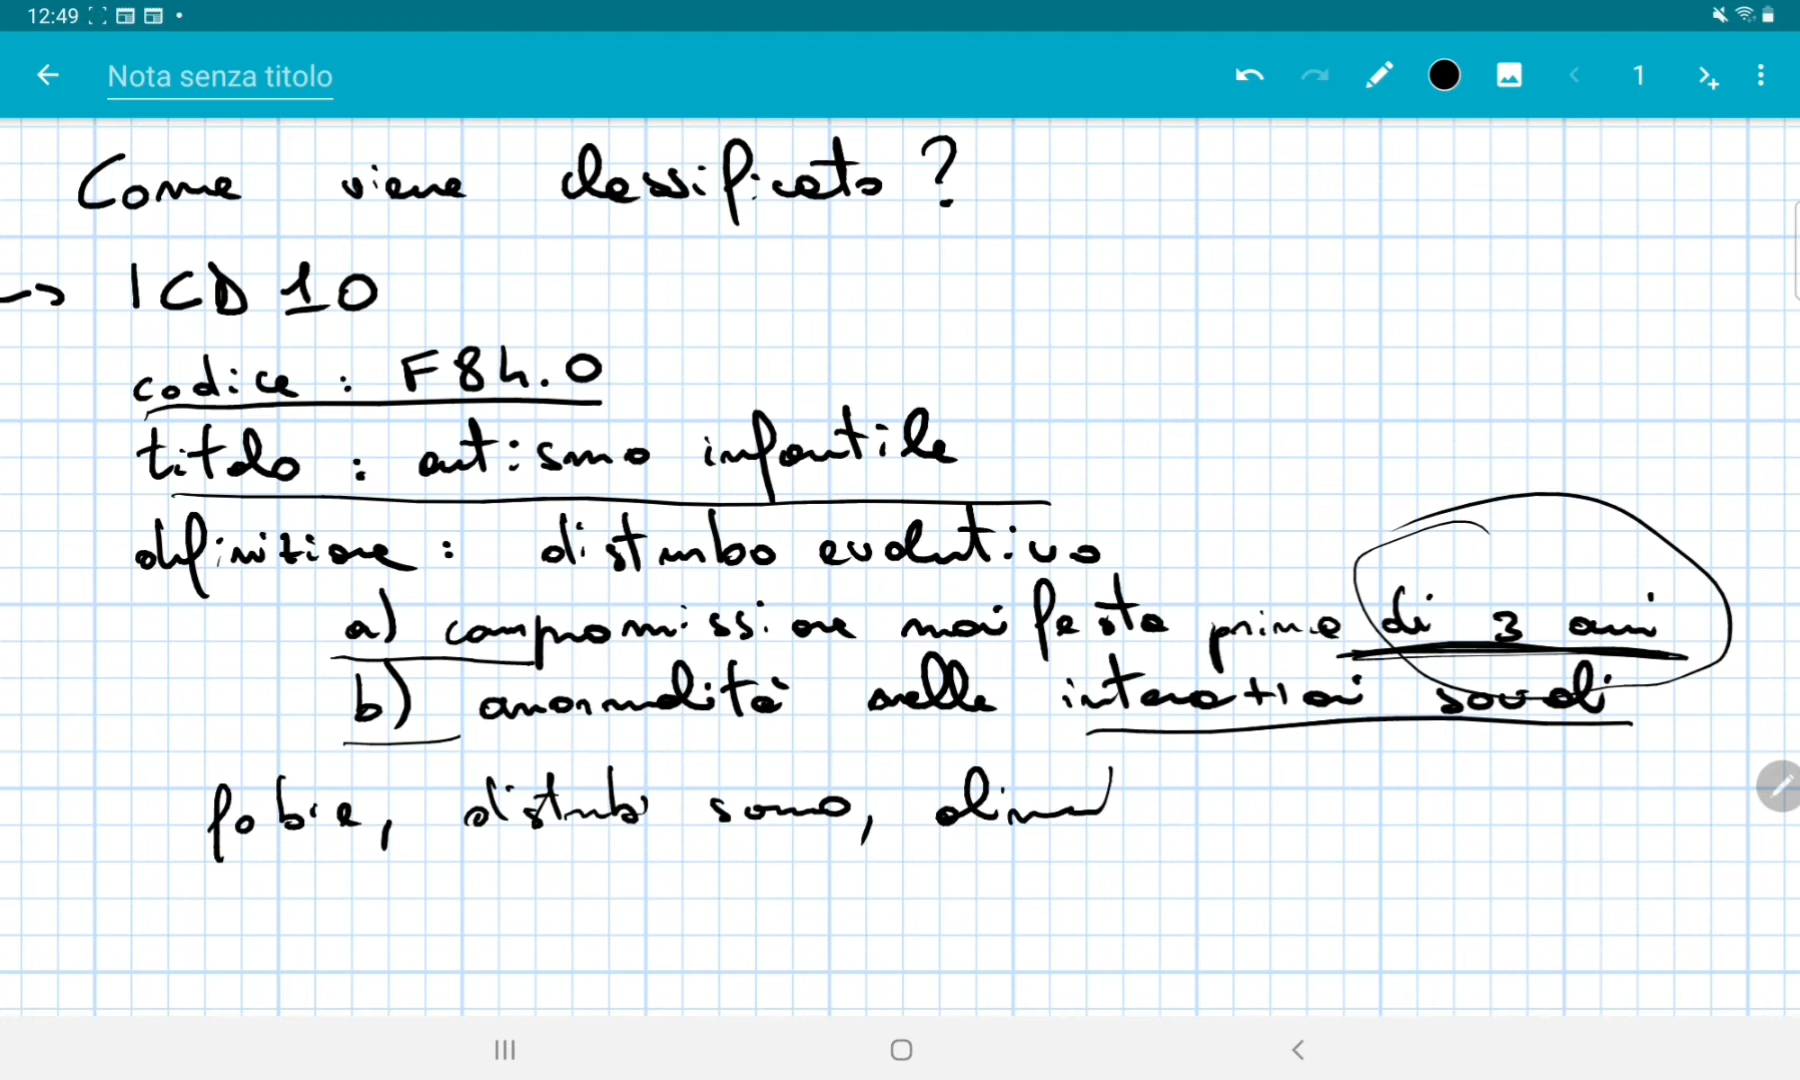 12:49
Nota senza titolo
1
Come viene classificato ?
-> ICD 10
codice : F84.0
titolo : autismo infantile
definizione : disturbo evolutivo
a) compromissione manifesta prima di 3 anni
b) anormalità nelle interazioni sociali
fobie, disturbi sonno, alim